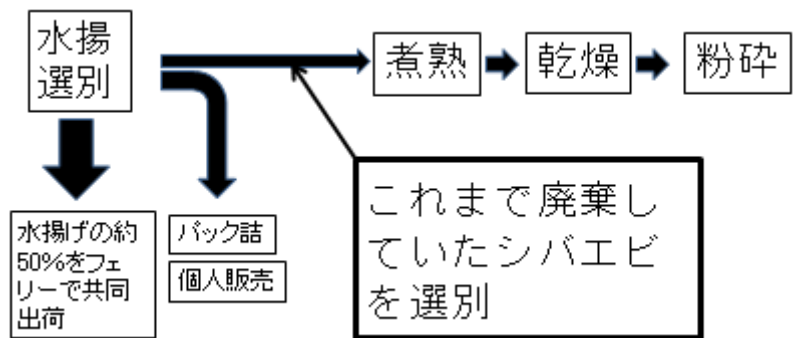 水揚
選別
煮熟
乾燥
粉砕
水揚げの約
50%をフェ
リーで共同
出荷
パック詰
個人販売
これまで廃棄し
ていたシバエビ
を選別